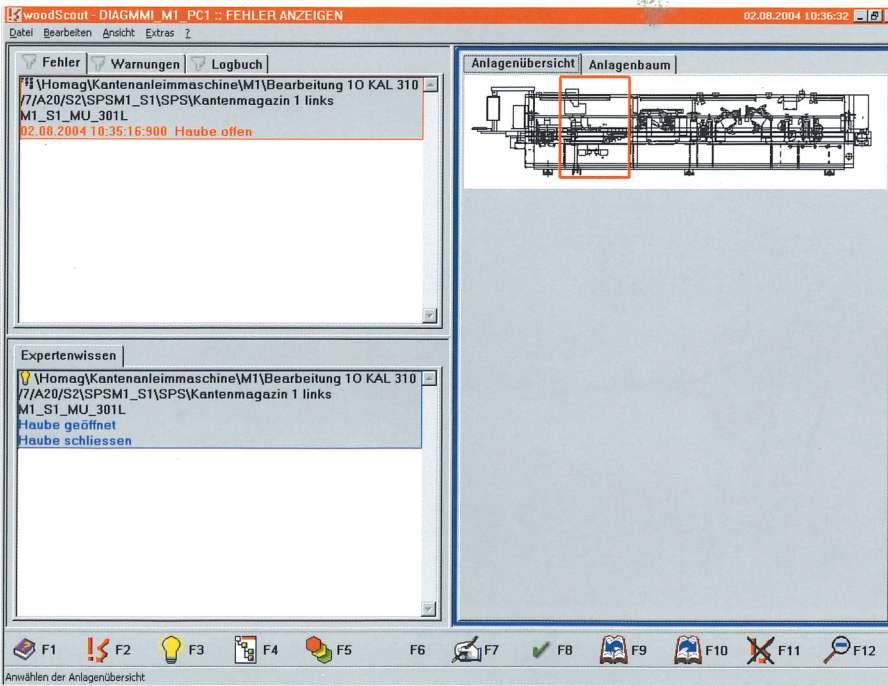 woodScout - DIAGMMI_M1_PC1 :: FEHLER ANZEIGEN
02.08.2004 10:36:32
Datei Bearbeiten Ansicht Extras ?
Fehler Warnungen Logbuch
\Homag\Kantenanleimmaschine\M1\Bearbeitung 1O KAL 310
/7/A20/S2\SPSM1_S1\SPS\Kantenmagazin 1 links
M1_S1_MU_301L
02.08.2004 10:35:16:900 Haube offen
Expertenwissen
\Homag\Kantenanleimmaschine\M1\Bearbeitung 1O KAL 310
/7/A20/S2\SPSM1_S1\SPS\Kantenmagazin 1 links
M1_S1_MU_301L
Haube geöffnet
Haube schliessen
Anlagenübersicht Anlagenbaum
F1 F2 F3 F4 F5 F6 F7 F8 F9 F10 F11 F12
Anwählen der Anlagenübersicht